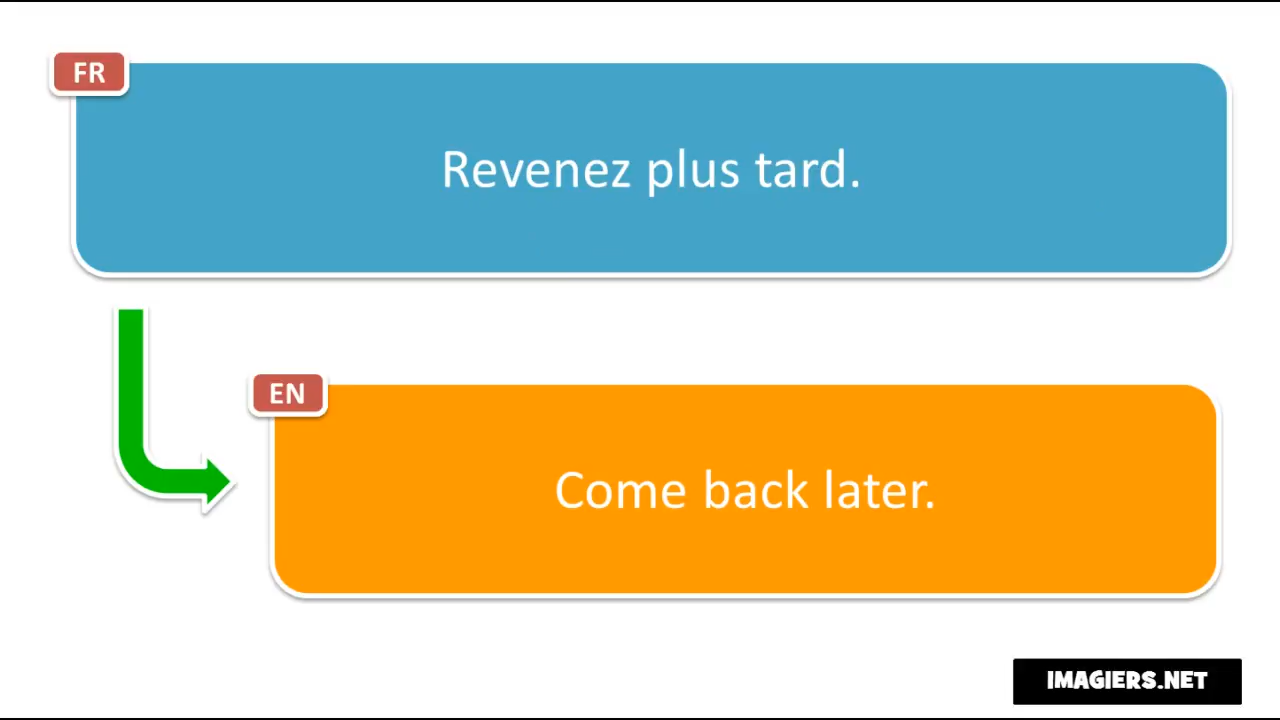 FR
Revenez plus tard.
EN
Come back later.
IMAGIERS.NET